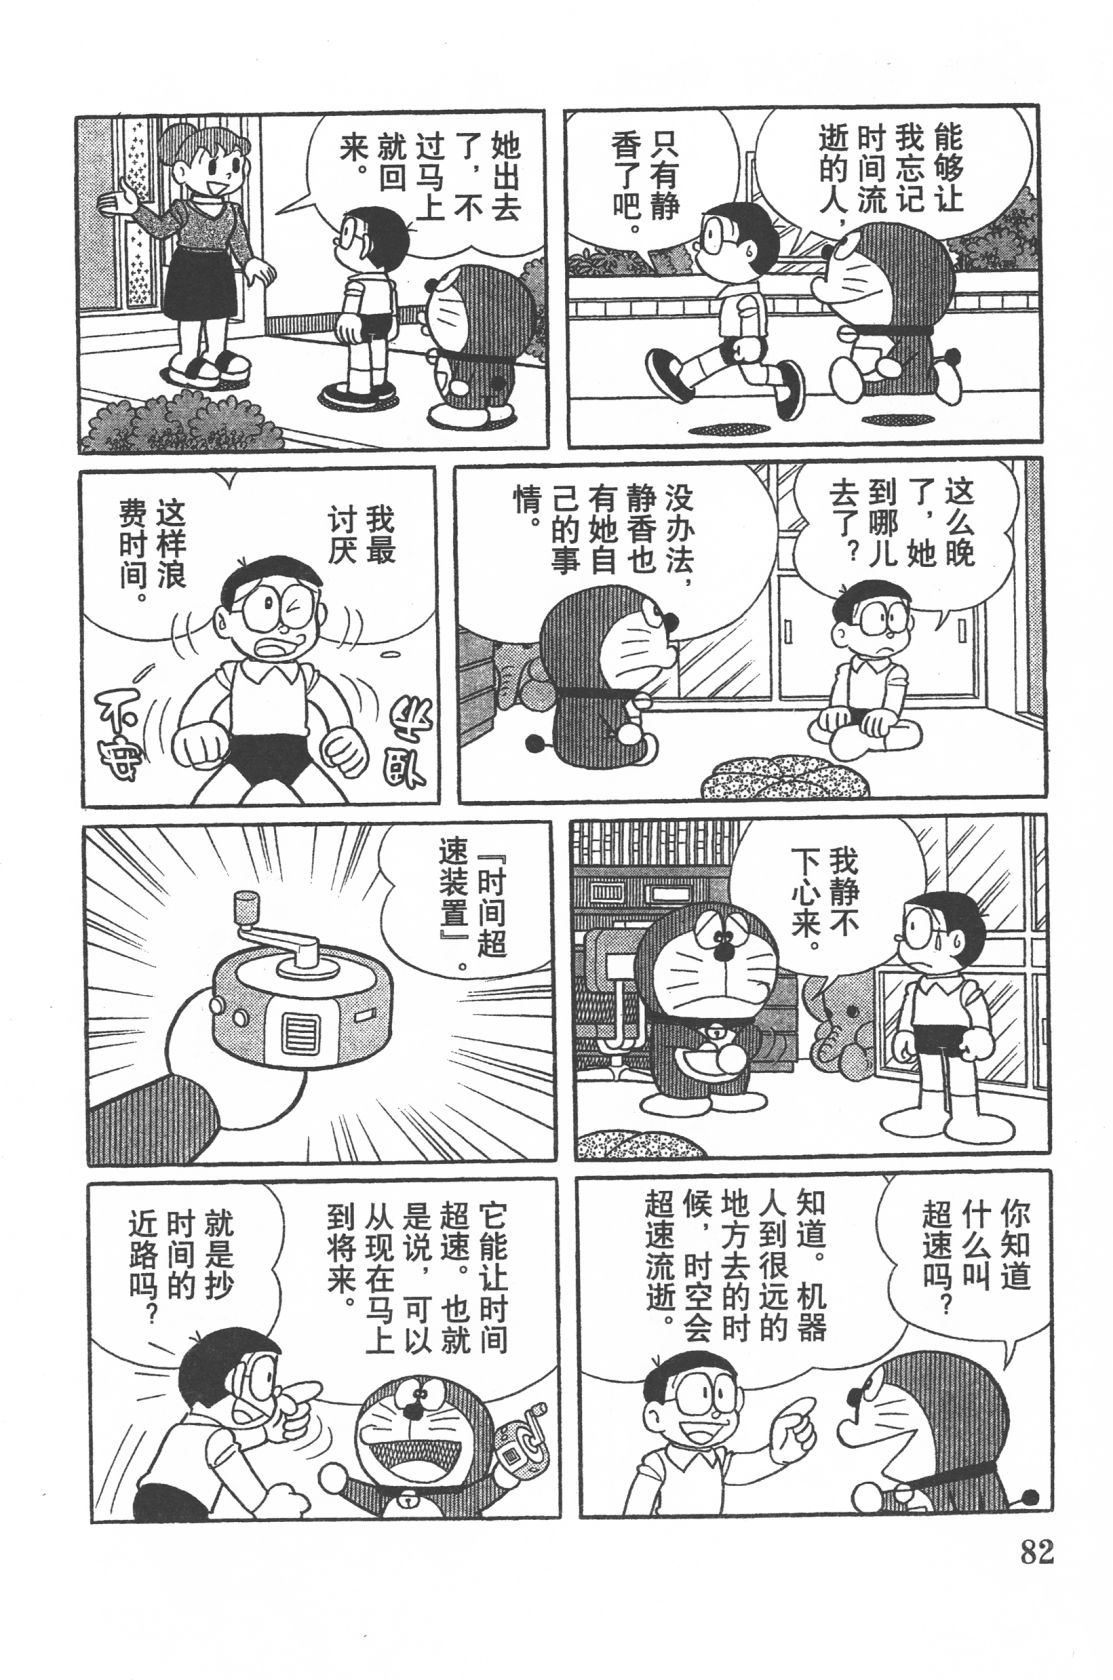 能够让
我忘记
时间流
逝的人，
只有静
香了吧。
她出去
了，不
过马上
就回
来。
这么晚
了，她
到哪儿
去了？
没办法，
静香也
有她自
己的事
情。
我最
讨厌
这样浪
费时间。
不安
我静不
下心来。
『时间超
速装置』。
你知道
什么叫
超速吗？
知道。机器
人到很远的
地方去的时
候，时空会
超速流逝。
它能让时间
超速。也就
是说，可以
从现在马上
到将来。
就是抄
时间的
近路吗？
82